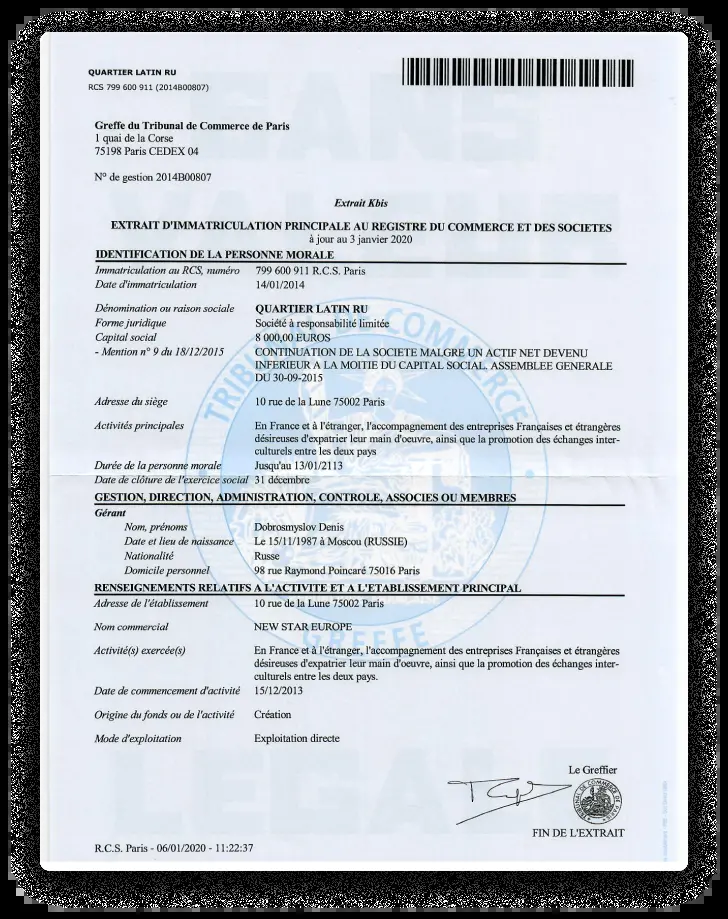 QUARTIER LATIN RU
RCS 799 600 911 (2014B00807)
Greffe du Tribunal de Commerce de Paris
1 quai de la Corse
75198 Paris CEDEX 04
N° de gestion 2014B00807
Extrait Kbis
EXTRAIT D'IMMATRICULATION PRINCIPALE AU REGISTRE DU COMMERCE ET DES SOCIETES
à jour au 3 janvier 2020
IDENTIFICATION DE LA PERSONNE MORALE
Immatriculation au RCS, numéro 799 600 911 R.C.S. Paris
Date d'immatriculation 14/01/2014
Dénomination ou raison sociale QUARTIER LATIN RU
Forme juridique Société à responsabilité limitée
Capital social 8 000,00 EUROS
- Mention n° 9 du 18/12/2015 CONTINUATION DE LA SOCIETE MALGRE UN ACTIF NET DEVENU
INFERIEUR A LA MOITIE DU CAPITAL SOCIAL. ASSEMBLEE GENERALE
DU 30-09-2015
Adresse du siège 10 rue de la Lune 75002 Paris
Activités principales En France et à l'étranger, l'accompagnement des entreprises Françaises et étrangères
désireuses d'expatrier leur main d'oeuvre, ainsi que la promotion des échanges inter-
culturels entre les deux pays
Durée de la personne morale Jusqu'au 13/01/2113
Date de clôture de l'exercice social 31 décembre
GESTION, DIRECTION, ADMINISTRATION, CONTROLE, ASSOCIES OU MEMBRES
Gérant
Nom, prénoms Dobrosmyslov Denis
Date et lieu de naissance Le 15/11/1987 à Moscou (RUSSIE)
Nationalité Russe
Domicile personnel 98 rue Raymond Poincaré 75016 Paris
RENSEIGNEMENTS RELATIFS A L'ACTIVITE ET A L'ETABLISSEMENT PRINCIPAL
Adresse de l'établissement 10 rue de la Lune 75002 Paris
Nom commercial NEW STAR EUROPE
Activité(s) exercée(s) En France et à l'étranger, l'accompagnement des entreprises Françaises et étrangères
désireuses d'expatrier leur main d'oeuvre, ainsi que la promotion des échanges inter-
culturels entre les deux pays.
Date de commencement d'activité 15/12/2013
Origine du fonds ou de l'activité Création
Mode d'exploitation Exploitation directe
Le Greffier
FIN DE L'EXTRAIT
R.C.S. Paris - 06/01/2020 - 11:22:37
GREFFE